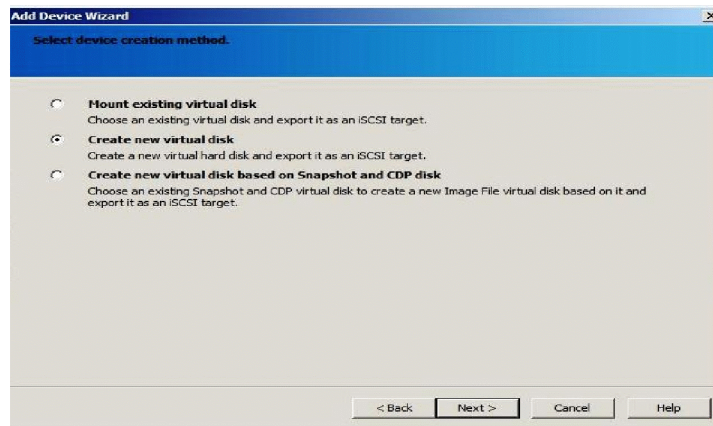 Add Device Wizard
Select device creation method.
Mount existing virtual disk
Choose an existing virtual disk and export it as an iSCSI target.
Create new virtual disk
Create a new virtual hard disk and export it as an iSCSI target.
Create new virtual disk based on Snapshot and CDP disk
Choose an existing Snapshot and CDP virtual disk to create a new Image File virtual disk based on it and
export it as an iSCSI target.
< Back Next > Cancel Help